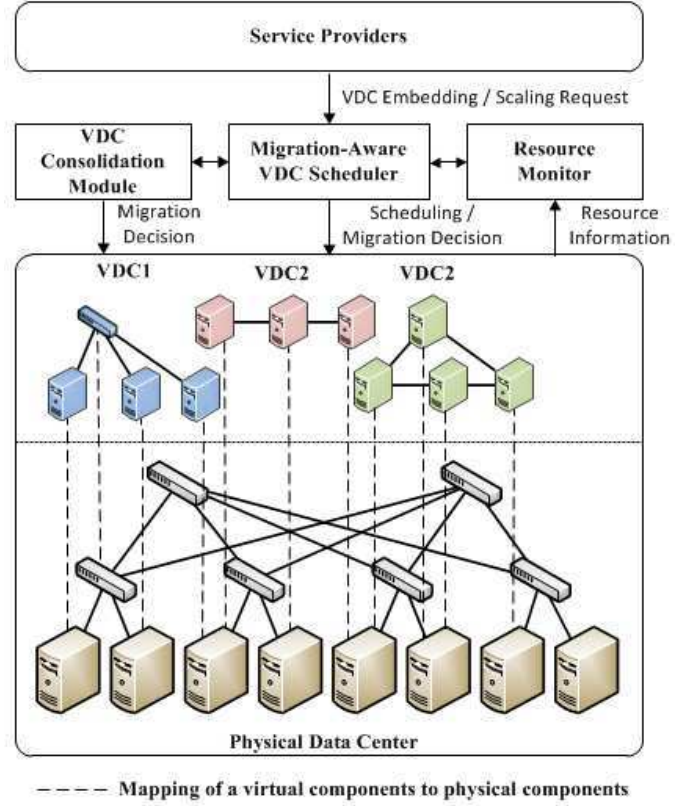 Service Providers
VDC Embedding / Scaling Request
VDC
Consolidation
Module
Migration-Aware
VDC Scheduler
Resource
Monitor
Migration
Decision
Scheduling /
Migration Decision
Resource
Information
VDC1
VDC2
VDC2
Physical Data Center
Mapping of a virtual components to physical components